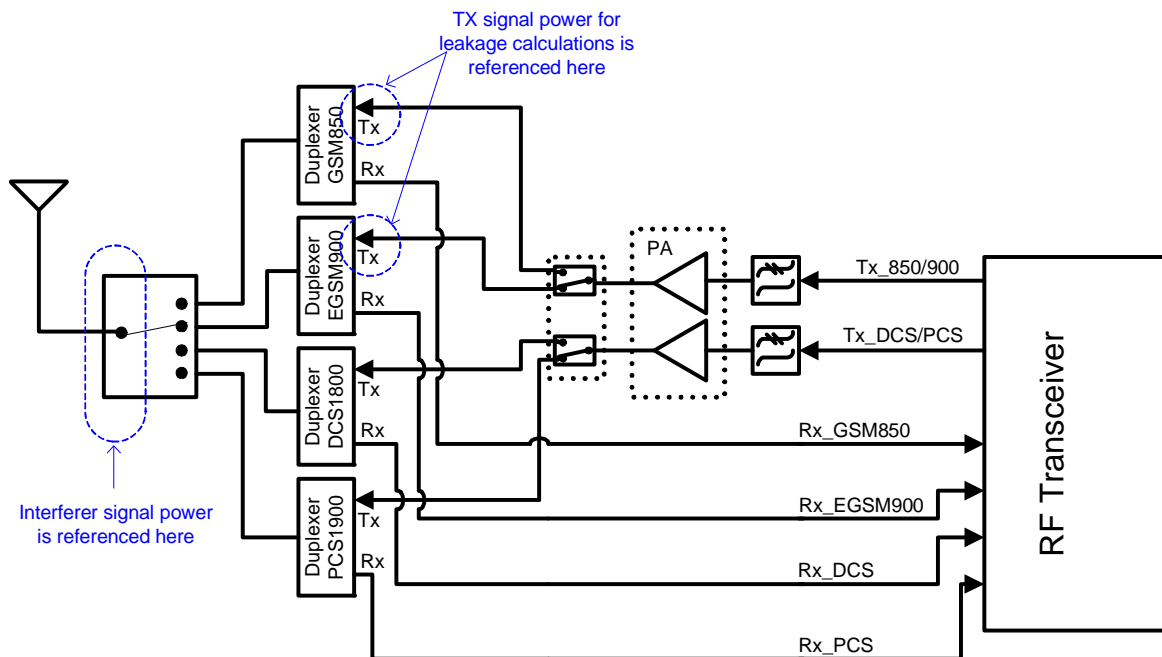 TX signal power for
leakage calculations is
referenced here
Duplexer
GSM850
Tx
Rx
Duplexer
EGSM900
Tx
Rx
Duplexer
DCS1800
Tx
Rx
Duplexer
PCS1900
Tx
Rx
PA
Tx_850/900
Tx_DCS/PCS
Rx_GSM850
Rx_EGSM900
Rx_DCS
Rx_PCS
RF Transceiver
Interferer signal power
is referenced here